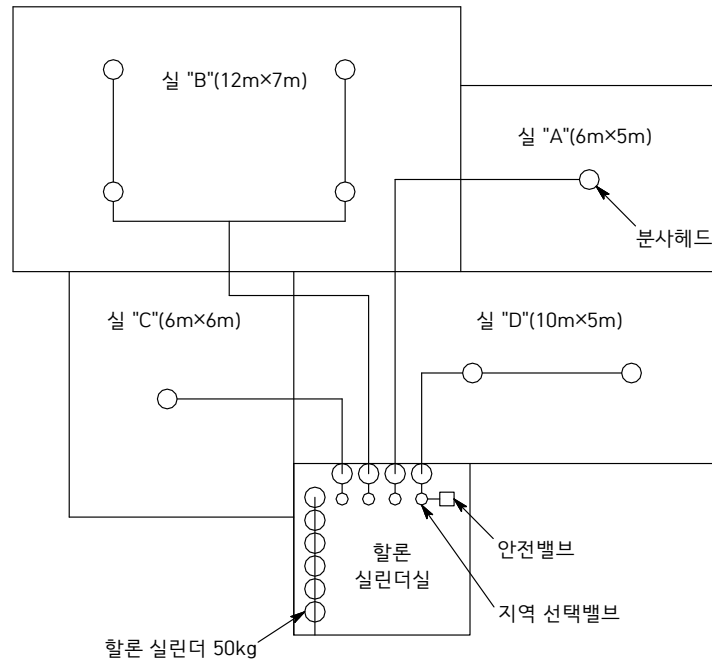 실 "B"(12m×7m)
실 "A"(6m×5m)
분사헤드
실 "C"(6m×6m)
실 "D"(10m×5m)
할론
실린더실
안전밸브
지역 선택밸브
할론 실린더 50kg